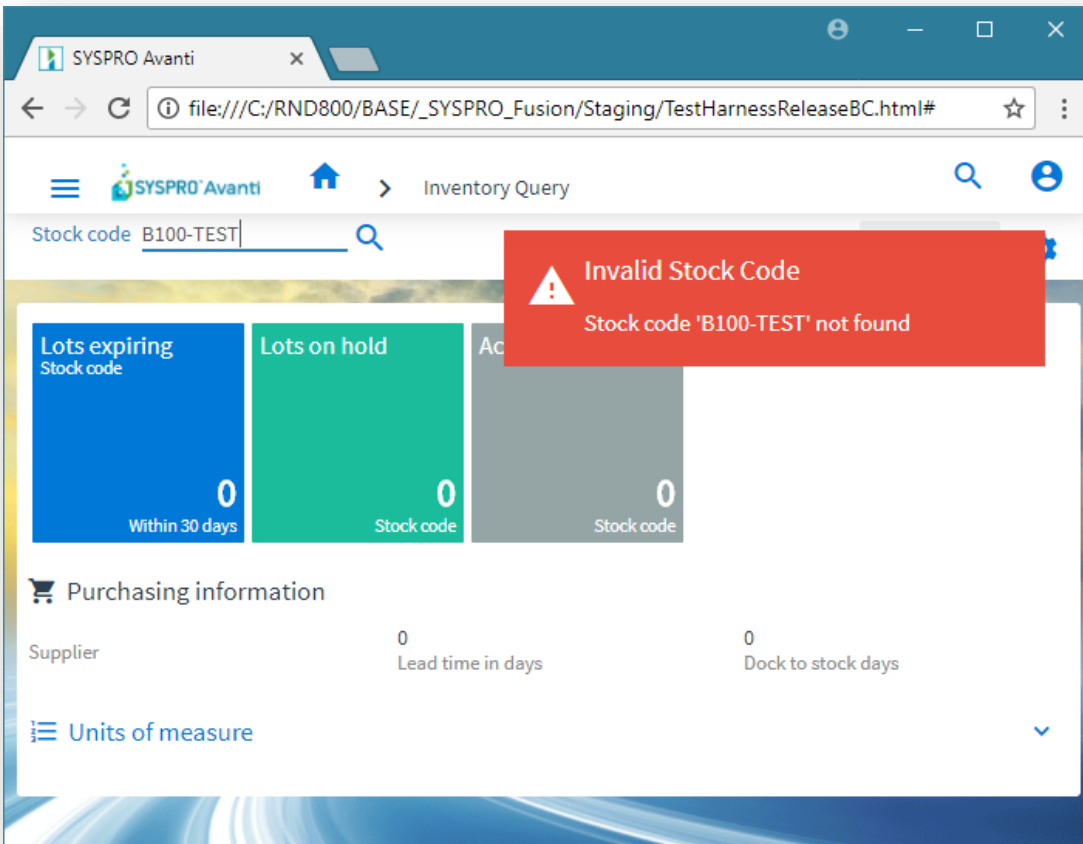 SYSPRO Avanti
file:///C:/RND800/BASE/_SYSPRO_Fusion/Staging/TestHarnessReleaseBC.html#
SYSPRO Avanti
Inventory Query
Stock code B100-TEST
Invalid Stock Code
Stock code 'B100-TEST' not found
Lots expiring
Stock code
0
Within 30 days
Lots on hold
0
Stock code
Ac
0
Stock code
Purchasing information
Supplier
0
Lead time in days
0
Dock to stock days
Units of measure